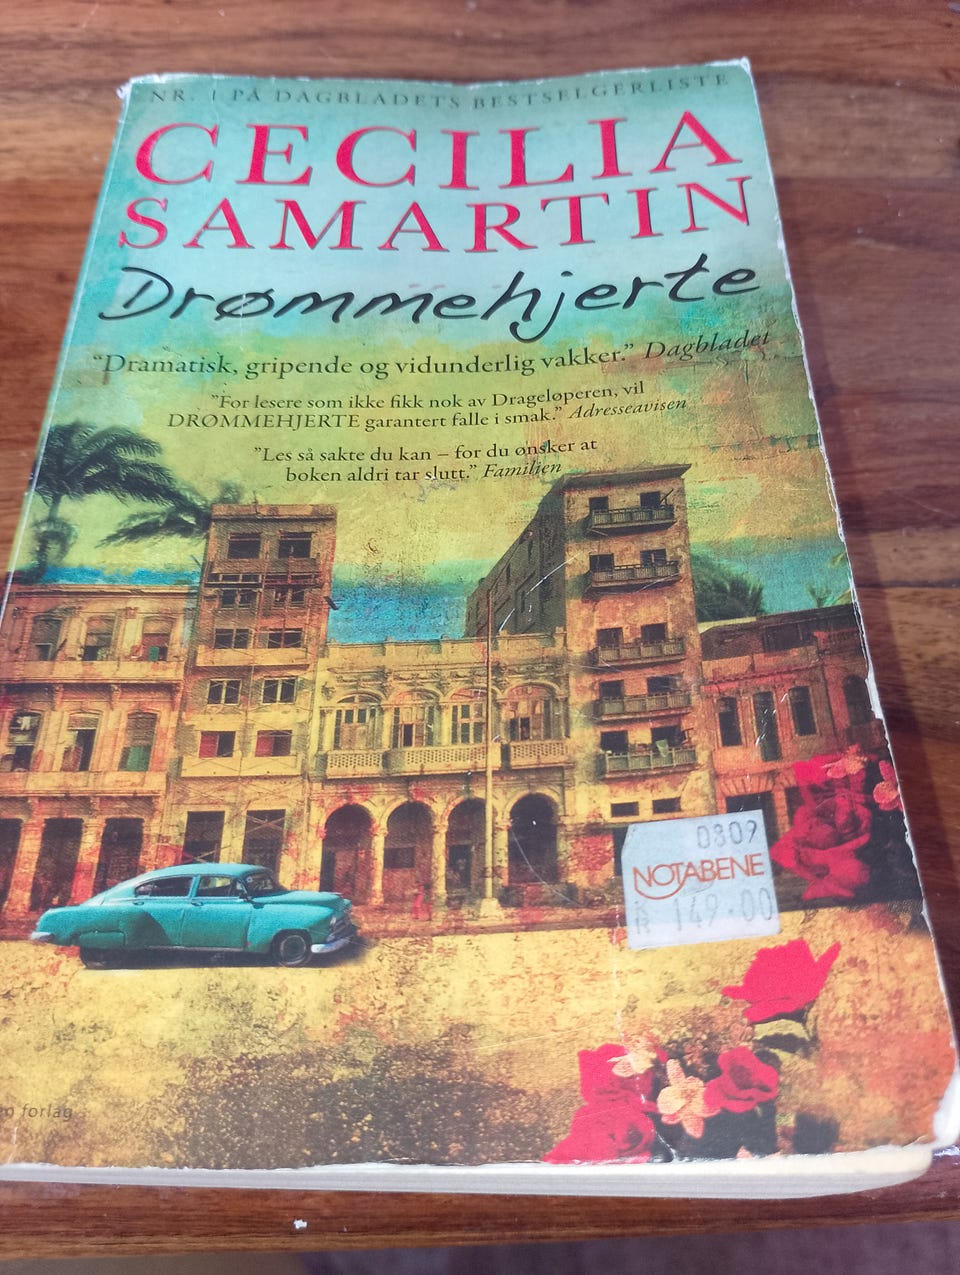 NR. 1 PÅ DAGBLADETS BESTSELGERLISTE
CECILIA
SAMARTIN
Drømmehjerte
“Dramatisk, gripende og vidunderlig vakker.” Dagbladet
”For lesere som ikke fikk nok av Drageløperen, vil
DRØMMEHJERTE garantert falle i smak.” Adresseavisen
”Les så sakte du kan – for du ønsker at
boken aldri tar slutt.” Familien
0309
NOTABENE
149.00
forlag